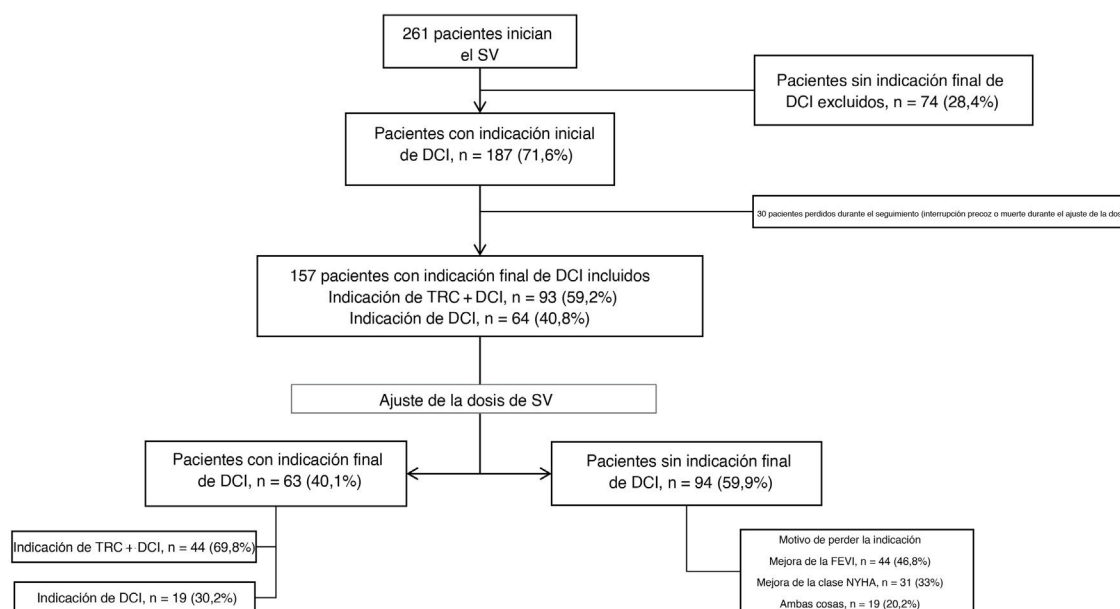 261 pacientes inician
el SV
Pacientes sin indicación final de
DCI excluidos, n = 74 (28,4%)
Pacientes con indicación inicial
de DCI, n = 187 (71,6%)
30 pacientes perdidos durante el seguimiento (interrupción precoz o muerte durante el ajuste de la
157 pacientes con indicación final de DCI incluidos
Indicación de TRC + DCI, n = 93 (59,2%)
Indicación de DCI, n = 64 (40,8%)
Ajuste de la dosis de SV
Pacientes con indicación final
de DCI, n = 63 (40,1%)
Pacientes sin indicación final
de DCI, n = 94 (59,9%)
Indicación de TRC + DCI, n = 44 (69,8%)
Indicación de DCI, n = 19 (30,2%)
Motivo de perder la indicación
Mejora de la FEVI, n = 44 (46,8%)
Mejora de la clase NYHA, n = 31 (33%)
Ambas cosas, n = 19 (20,2%)